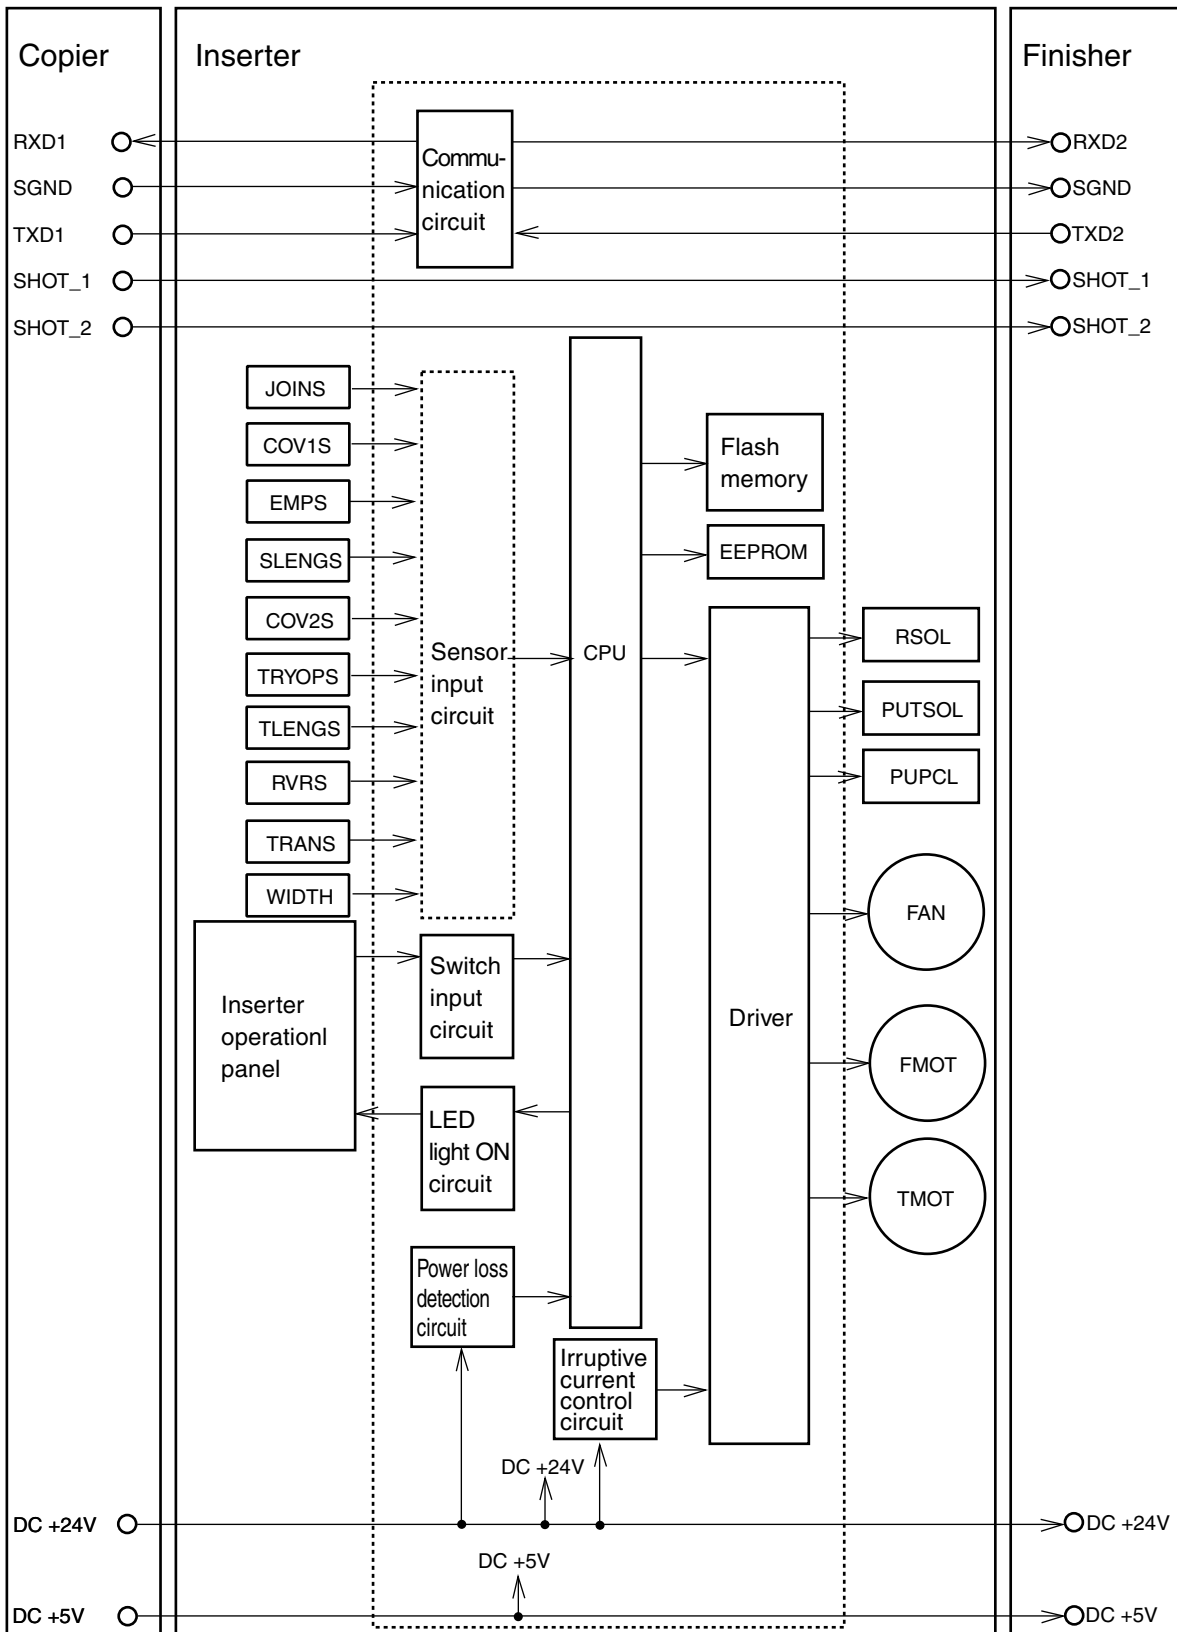 Copier
Inserter
Finisher
RXD1
RXD2
Commu-
nication
circuit
SGND
SGND
TXD1
TXD2
SHOT_1
SHOT_1
SHOT_2
SHOT_2
JOINS
COV1S
EMPS
SLENGS
COV2S
TRYOPS
TLENGS
RVRS
TRANS
WIDTH
Sensor
input
circuit
CPU
Flash
memory
EEPROM
RSOL
PUTSOL
PUPCL
FAN
FMOT
TMOT
Driver
Inserter
operationl
panel
Switch
input
circuit
LED
light ON
circuit
Power loss
detection
circuit
Irruptive
current
control
circuit
DC +24V
DC +24V
DC +24V
DC +5V
DC +5V
DC +5V